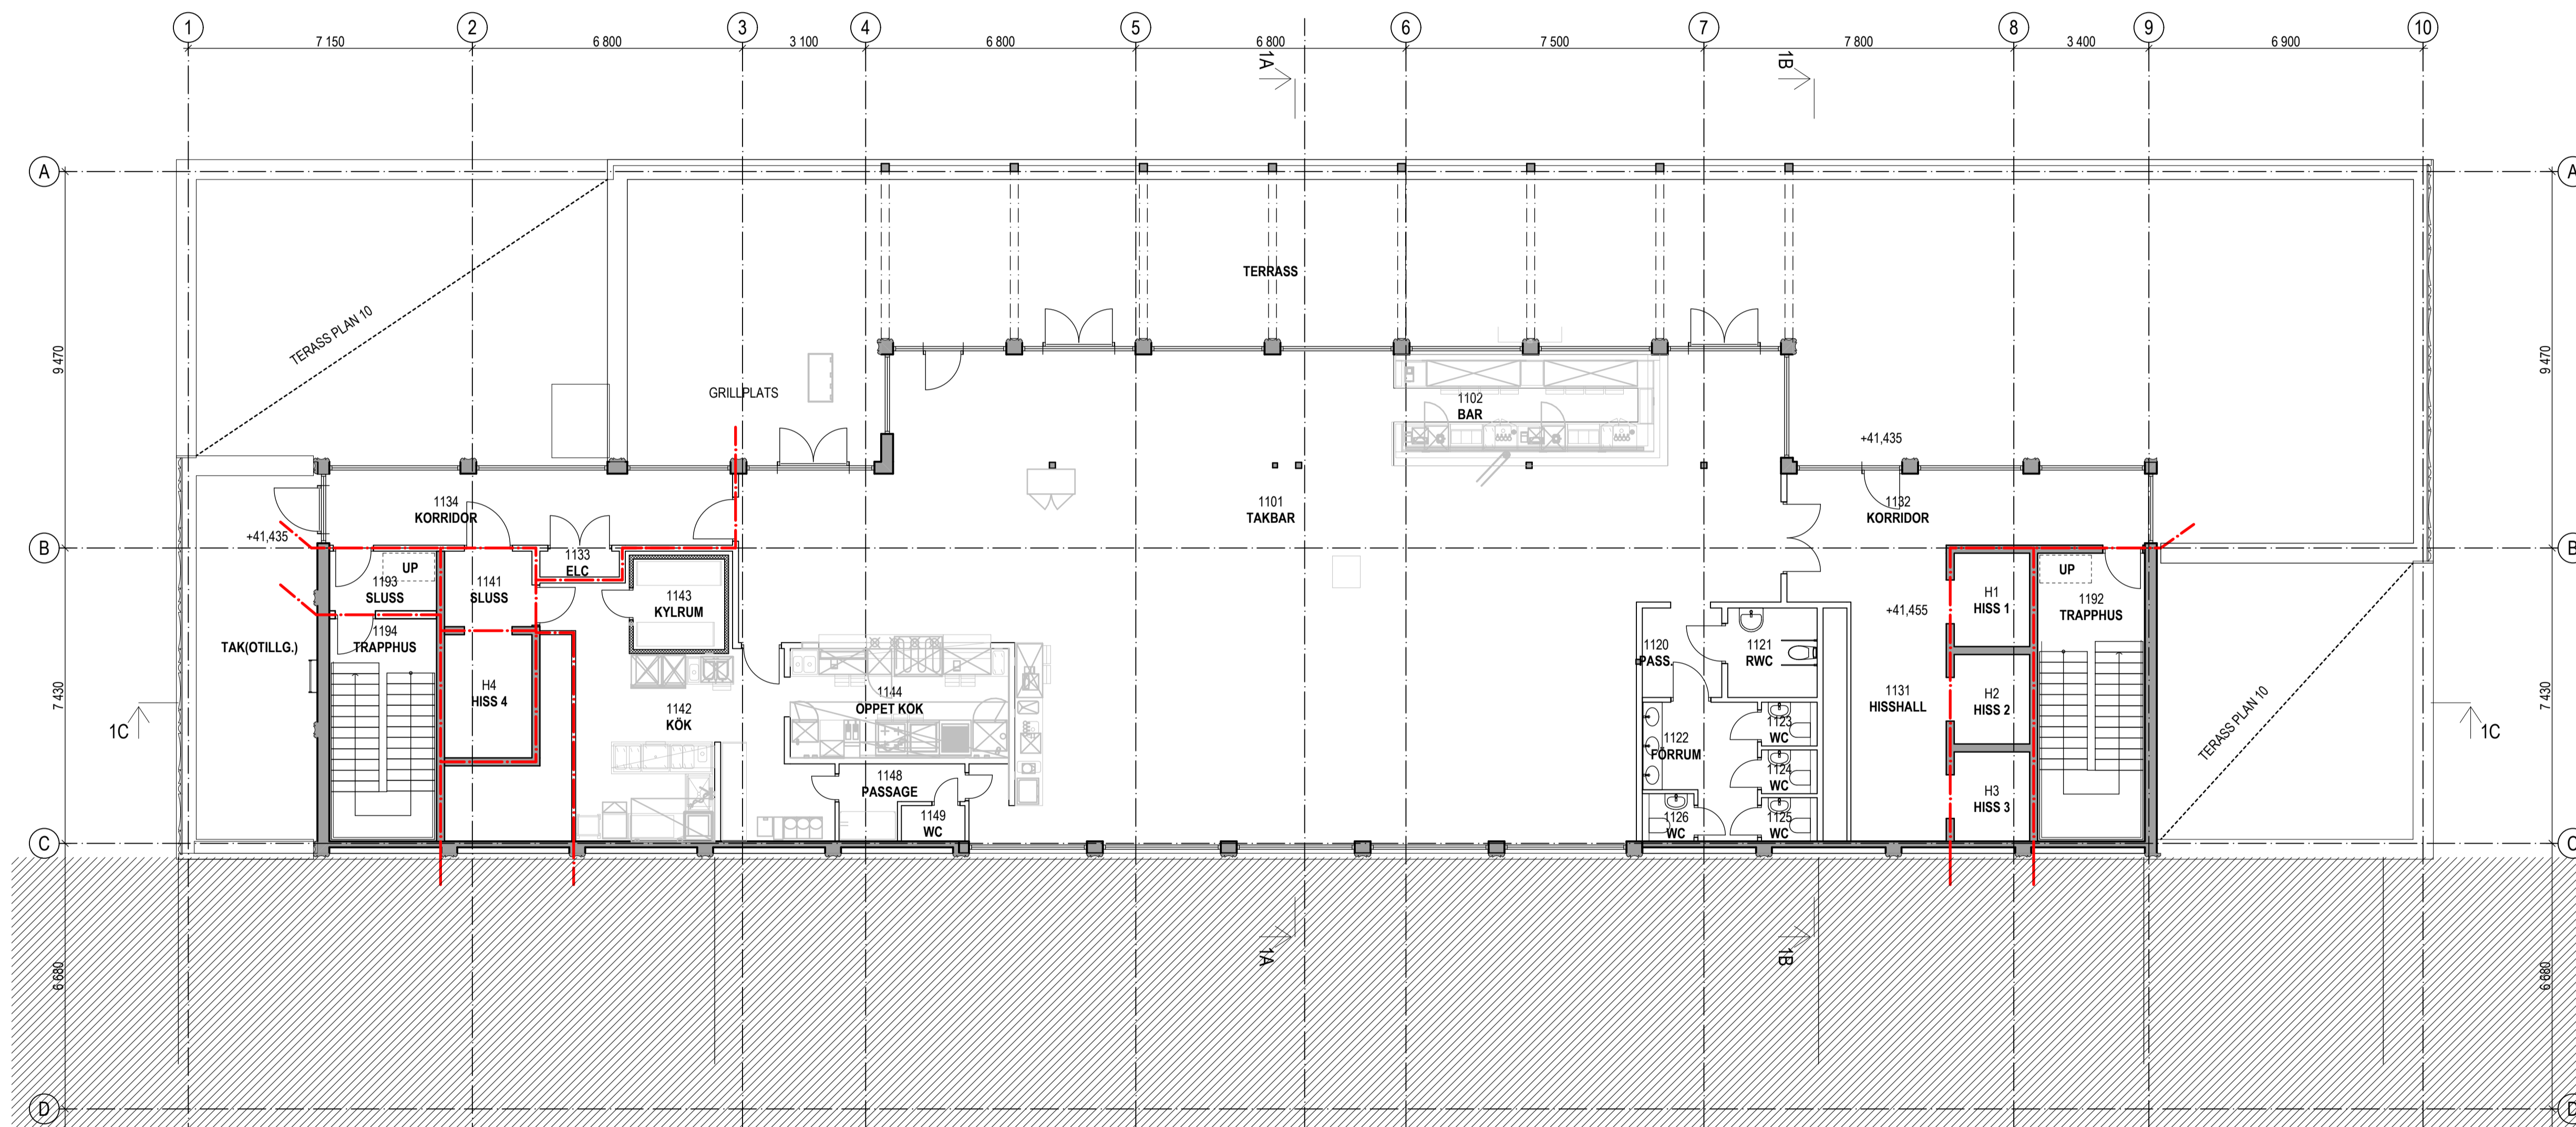 1 2 3 4 5 6 7 8 9 10
7 150 6 800 3 100 6 800 6 800 7 500 7 800 3 400 6 900
1A 1B
A A
TERRASS
TERASS PLAN 10
9 470 9 470
GRILLPLATS
1102
BAR
+41,435
1134
KORRIDOR
1101
TAKBAR
1132
KORRIDOR
+41,435
B B
1133
ELC
UP
1193
SLUSS
1141
SLUSS
1143
KYLRUM
H1
HISS 1
UP
1192
TRAPPHUS
+41,455
TAK(OTILLG.)
1194
TRAPPHUS
1120
PASS.
1121
RWC
H4
HISS 4
1144
ÖPPET KÖK
1142
KÖK
1131
HISSHALL
H2
HISS 2
7 430 7 430
TERASS PLAN 10
1C 1C
1123
WC
1122
FÖRRUM
1124
WC
1148
PASSAGE
H3
HISS 3
1149
WC
1126
WC
1125
WC
C C
1A 1B
6 680 6 680
D D